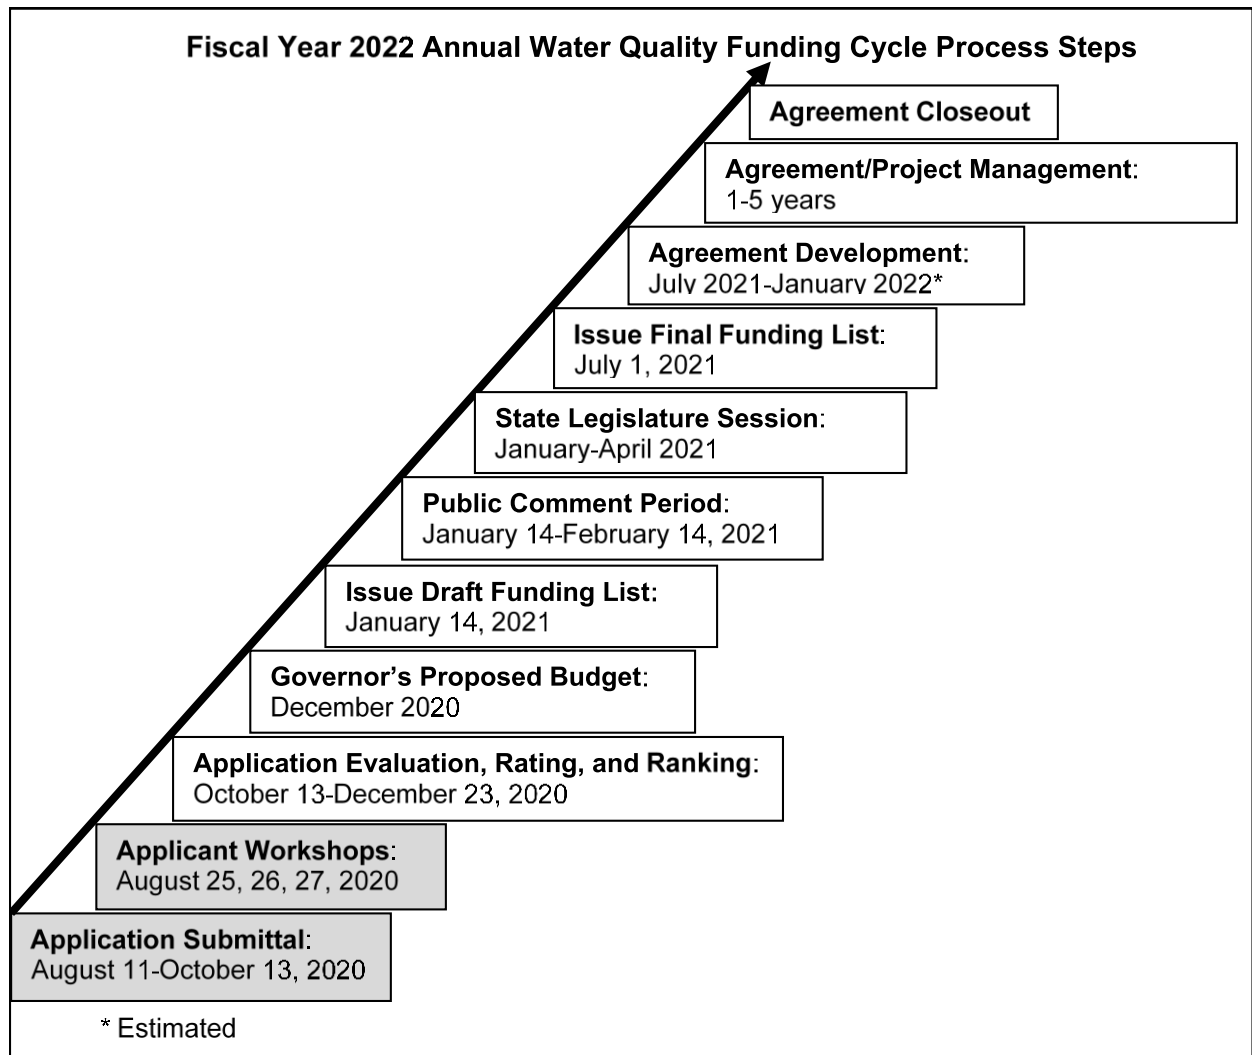 Fiscal Year 2022 Annual Water Quality Funding Cycle Process Steps
Agreement Closeout
Agreement/Project Management:
1-5 years
Agreement Development:
July 2021-January 2022*
Issue Final Funding List:
July 1, 2021
State Legislature Session:
January-April 2021
Public Comment Period:
January 14-February 14, 2021
Issue Draft Funding List:
January 14, 2021
Governor’s Proposed Budget:
December 2020
Application Evaluation, Rating, and Ranking:
October 13-December 23, 2020
Applicant Workshops:
August 25, 26, 27, 2020
Application Submittal:
August 11-October 13, 2020
* Estimated